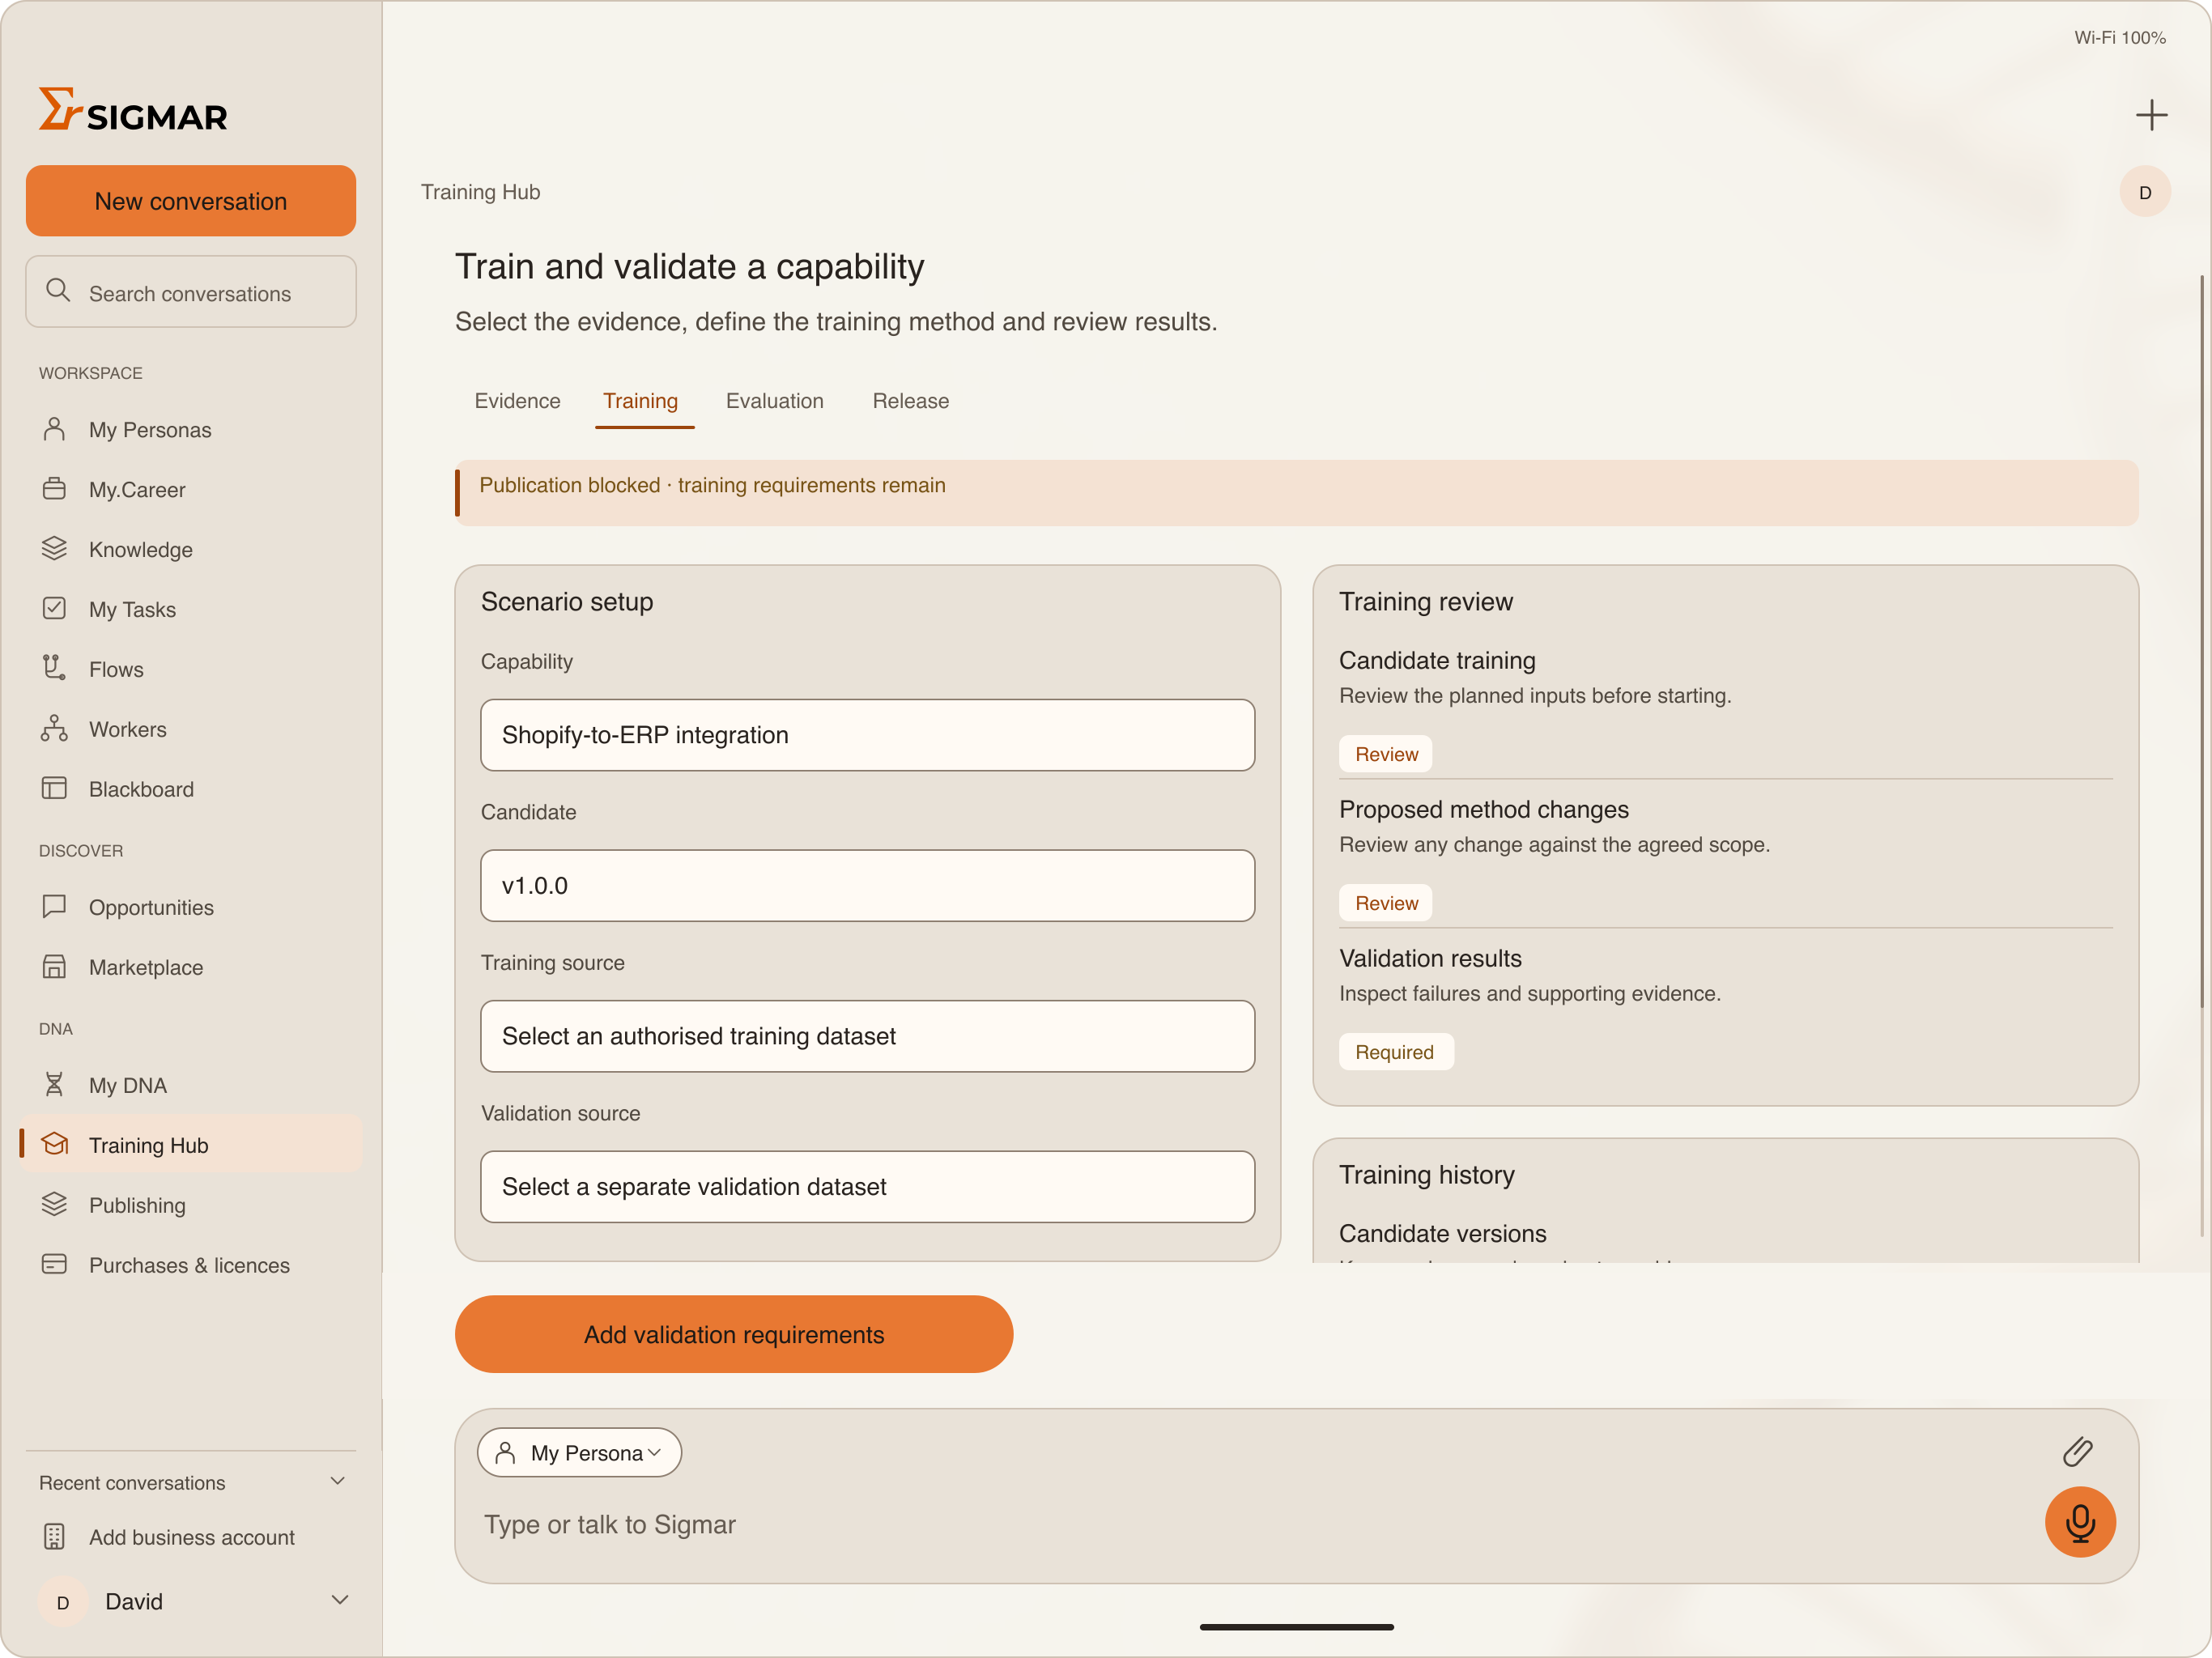 Wi-Fi 100%
SIGMAR
New conversation
Search conversations
WORKSPACE
My Personas
My.Career
Knowledge
My Tasks
Flows
Workers
Blackboard
DISCOVER
Opportunities
Marketplace
DNA
My DNA
Training Hub
Publishing
Purchases & licences
Recent conversations
Add business account
D
David
Training Hub
D
Train and validate a capability
Select the evidence, define the training method and review results.
Evidence Training Evaluation Release
Publication blocked · training requirements remain
Scenario setup
Capability
Shopify-to-ERP integration
Candidate
v1.0.0
Training source
Select an authorised training dataset
Validation source
Select a separate validation dataset
Training review
Candidate training
Review the planned inputs before starting.
Review
Proposed method changes
Review any change against the agreed scope.
Review
Validation results
Inspect failures and supporting evidence.
Required
Training history
Candidate versions
Add validation requirements
My Persona
Type or talk to Sigmar